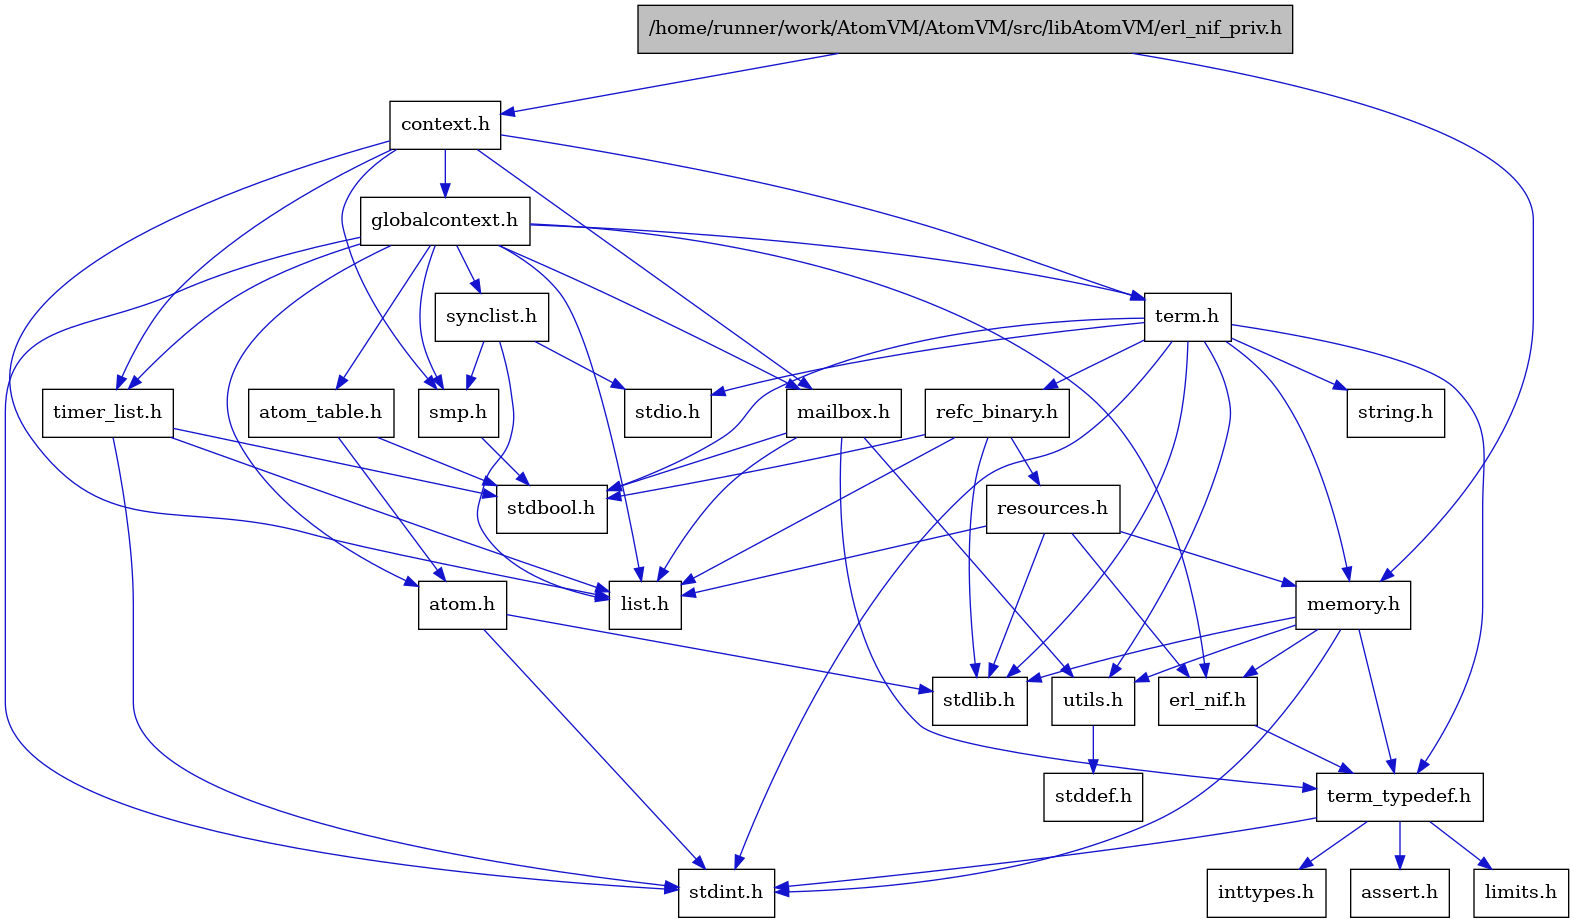 /home/runner/work/AtomVM/AtomVM/src/libAtomVM/erl_nif_priv.h
context.h
globalcontext.h
synclist.h
term.h
timer_list.h
atom_table.h
smp.h
stdio.h
mailbox.h
refc_binary.h
string.h
stdbool.h
resources.h
atom.h
list.h
memory.h
stdlib.h
utils.h
erl_nif.h
stddef.h
term_typedef.h
stdint.h
inttypes.h
assert.h
limits.h